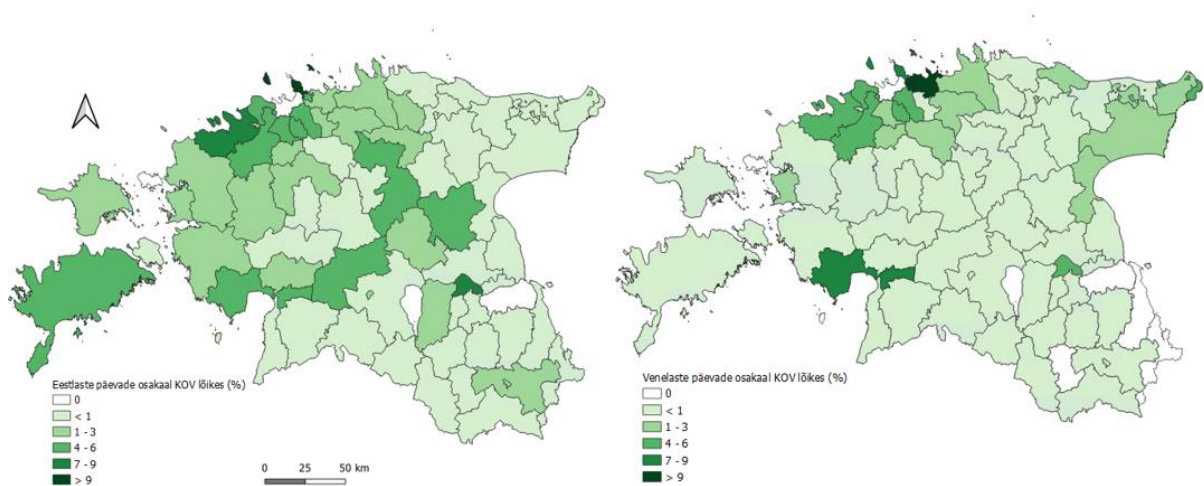 Eestlaste päevade osakaal KOV lõikes (%)
0
< 1
1 - 3
4 - 6
7 - 9
> 9
0 25 50 km
Venelaste päevade osakaal KOV lõikes (%)
0
< 1
1 - 3
4 - 6
7 - 9
> 9